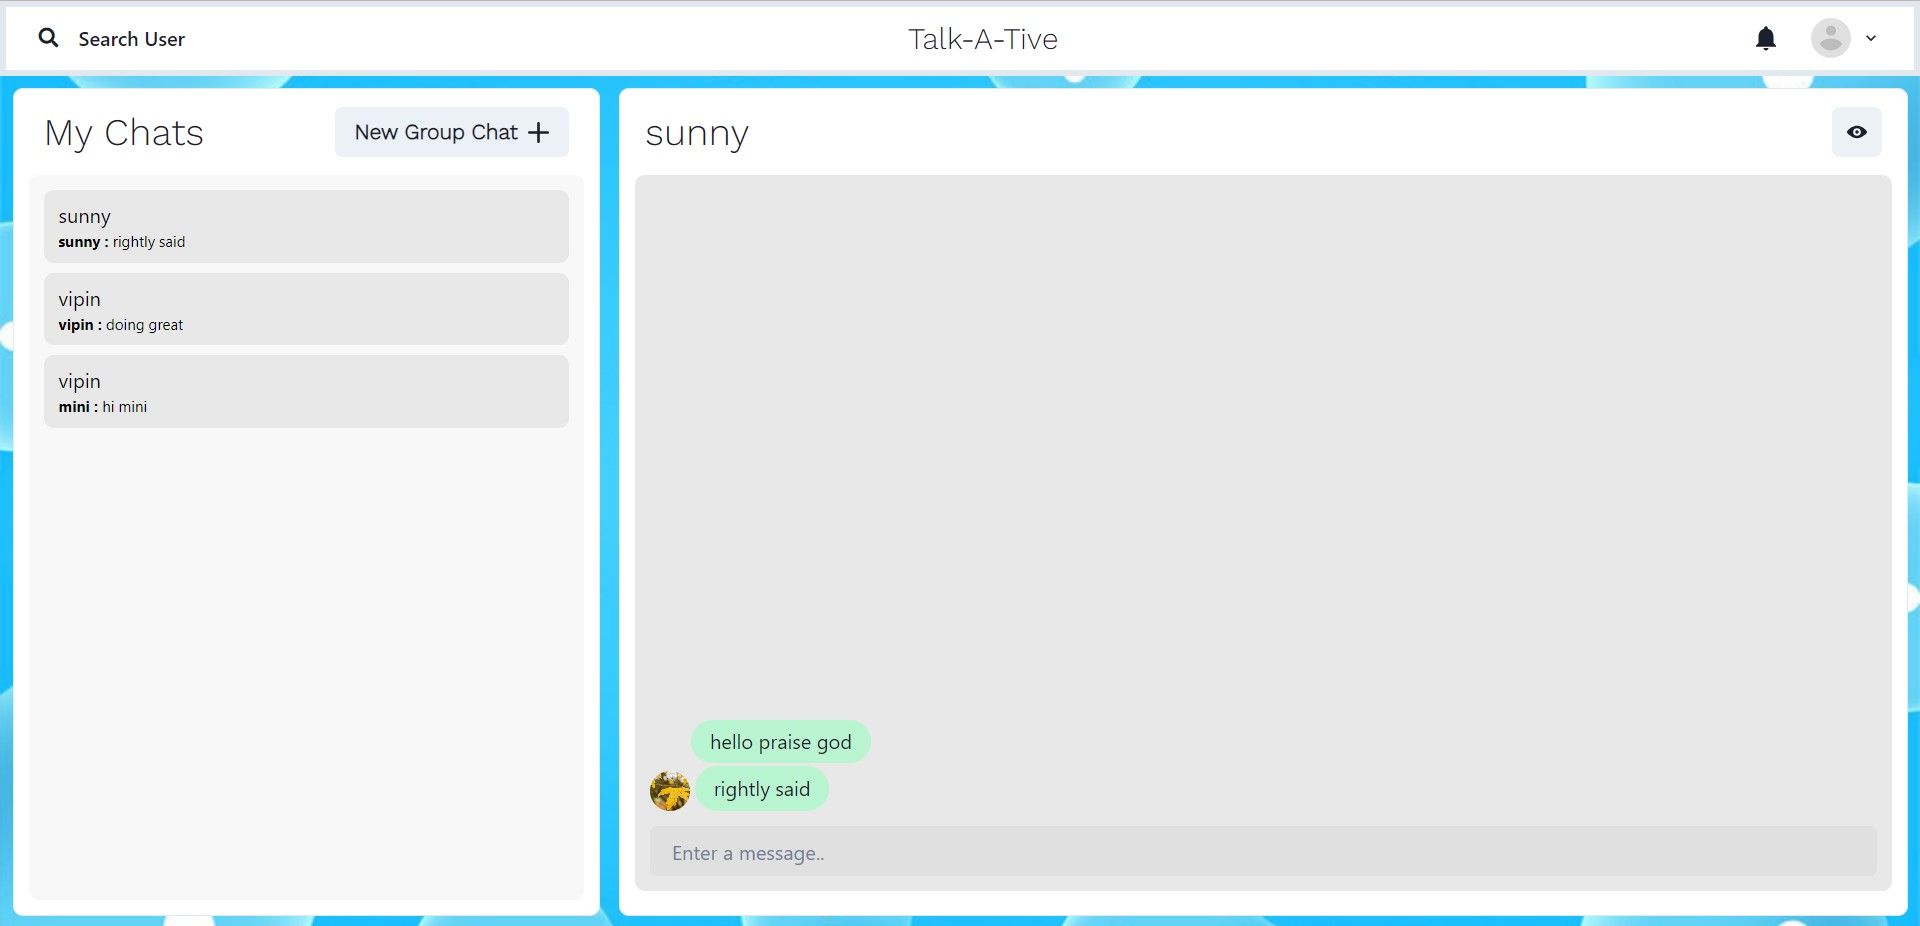 Search User
Talk-A-Tive
My Chats
New Group Chat +
sunny
sunny : rightly said
vipin
vipin : doing great
vipin
mini : hi mini
sunny
hello praise god
rightly said
Enter a message..